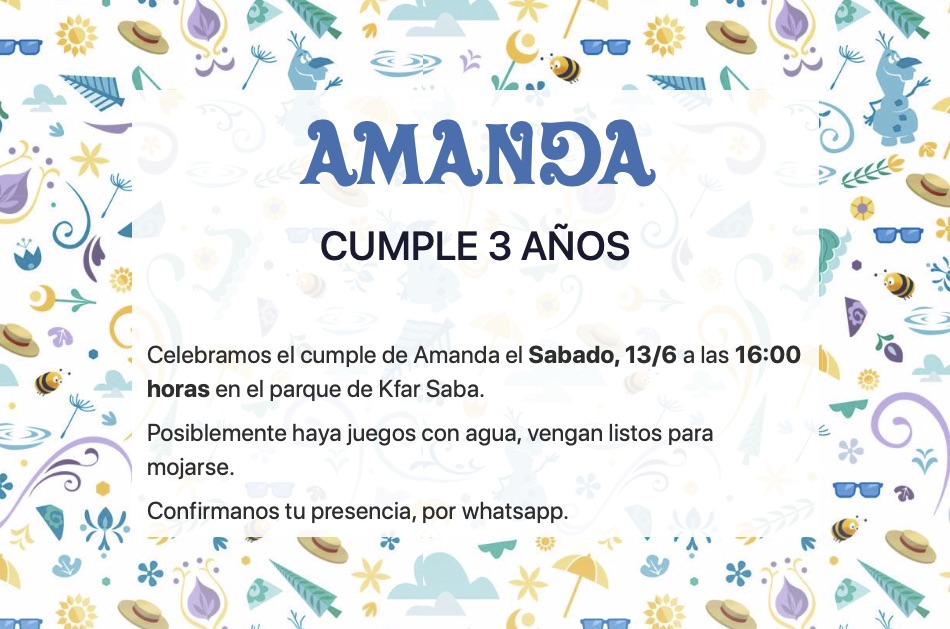 AMANDA
CUMPLE 3 AÑOS
Celebramos el cumple de Amanda el Sabado, 13/6 a las 16:00
horas en el parque de Kfar Saba.
Posiblemente haya juegos con agua, vengan listos para
mojarse.
Confirmanos tu presencia, por whatsapp.